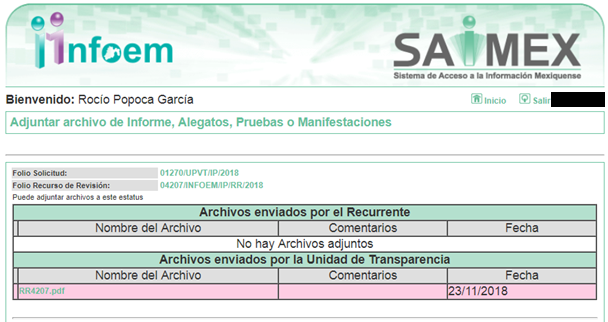 infoem
SAIMEX
Sistema de Acceso a la Información Mexiquense
Bienvenido: Rocío Popoca García
Inicio Salir
Adjuntar archivo de Informe, Alegatos, Pruebas o Manifestaciones
Folio Solicitud: 01270/UPVT/IP/2018
Folio Recurso de Revisión: 04207/INFOEM/IP/RR/2018
Puede adjuntar archivos a este estatus
Archivos enviados por el Recurrente
Nombre del Archivo Comentarios Fecha
No hay Archivos adjuntos
Archivos enviados por la Unidad de Transparencia
Nombre del Archivo Comentarios Fecha
RR4207.pdf 23/11/2018